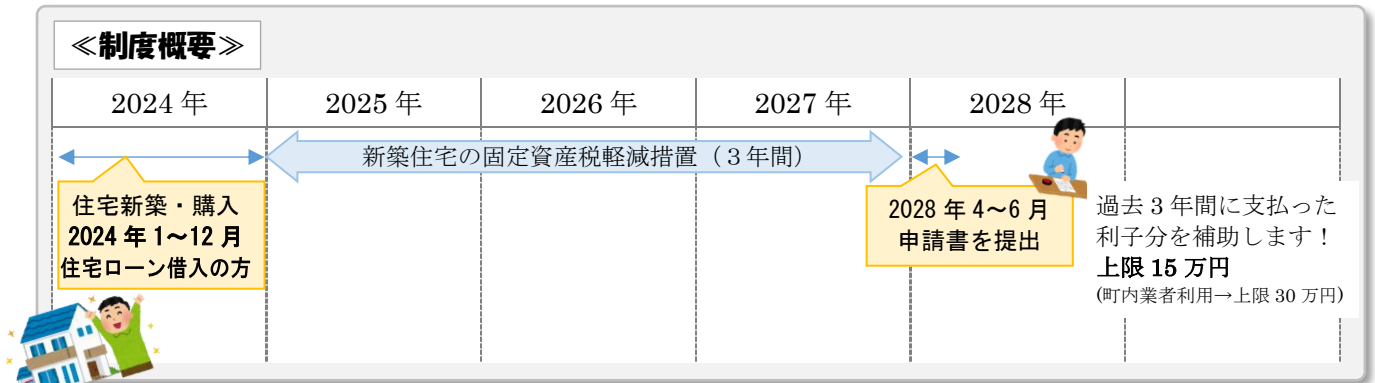 ≪制度概要≫
2024 年
2025 年
2026 年
2027 年
2028 年
新築住宅の固定資産税軽減措置（３年間）
住宅新築・購入
2024 年 1～12 月
住宅ローン借入の方
2028 年 4～6 月
申請書を提出
過去 3 年間に支払った
利子分を補助します！
上限 15 万円
(町内業者利用→上限 30 万円)